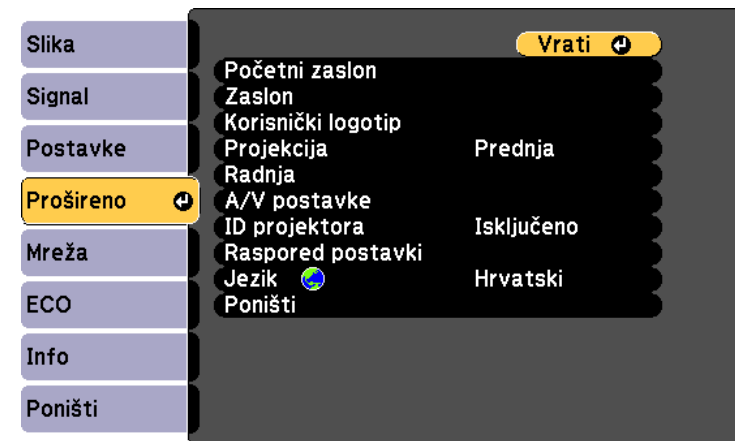 Slika
Signal
Postavke
Prošireno
Mreža
ECO
Info
Poništi
Vrati
Početni zaslon
Zaslon
Korisnički logotip
Projekcija Prednja
Radnja
A/V postavke
ID projektora Isključeno
Raspored postavki
Jezik Hrvatski
Poništi